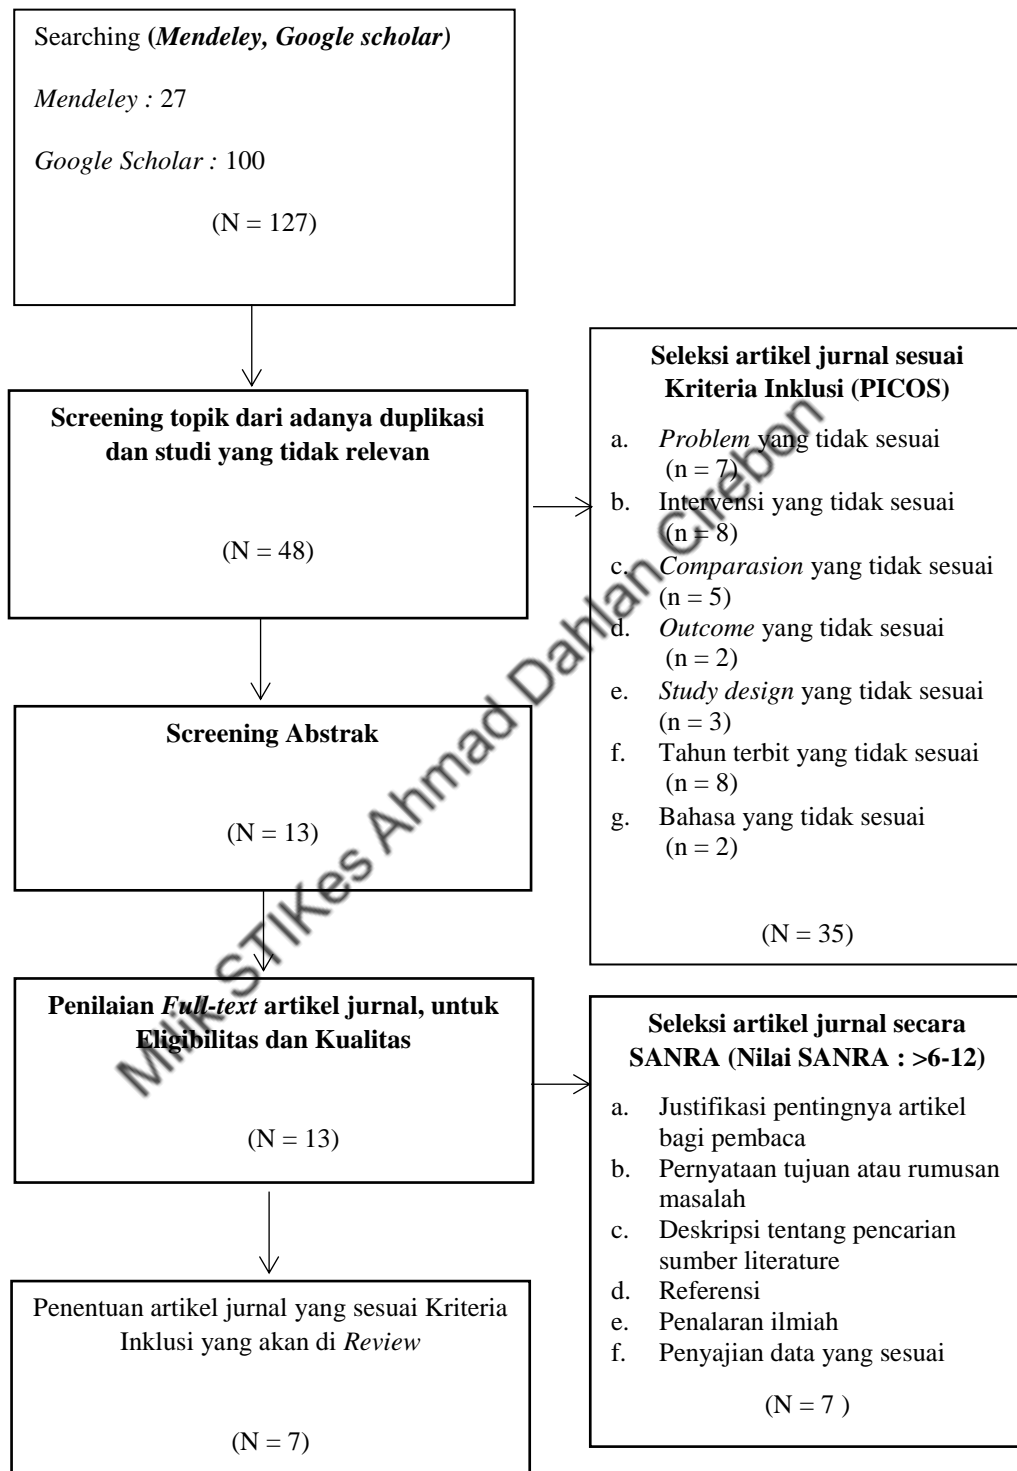 Searching (Mendeley, Google scholar)
Mendeley : 27
Google Scholar : 100
(N = 127)
Screening topik dari adanya duplikasi
dan studi yang tidak relevan
(N = 48)
Seleksi artikel jurnal sesuai
Kriteria Inklusi (PICOS)
a. Problem yang tidak sesuai
(n = 7)
b. Intervensi yang tidak sesuai
(n = 8)
c. Comparasion yang tidak sesuai
(n = 5)
d. Outcome yang tidak sesuai
(n = 2)
e. Study design yang tidak sesuai
(n = 3)
f. Tahun terbit yang tidak sesuai
(n = 8)
g. Bahasa yang tidak sesuai
(n = 2)
(N = 35)
Screening Abstrak
(N = 13)
Penilaian Full-text artikel jurnal, untuk
Eligibilitas dan Kualitas
(N = 13)
Seleksi artikel jurnal secara
SANRA (Nilai SANRA : >6-12)
a. Justifikasi pentingnya artikel
bagi pembaca
b. Pernyataan tujuan atau rumusan
masalah
c. Deskripsi tentang pencarian
sumber literature
d. Referensi
e. Penalaran ilmiah
f. Penyajian data yang sesuai
(N = 7 )
Penentuan artikel jurnal yang sesuai Kriteria
Inklusi yang akan di Review
(N = 7)
Milik STIKes Ahmad Dahlan Cirebon